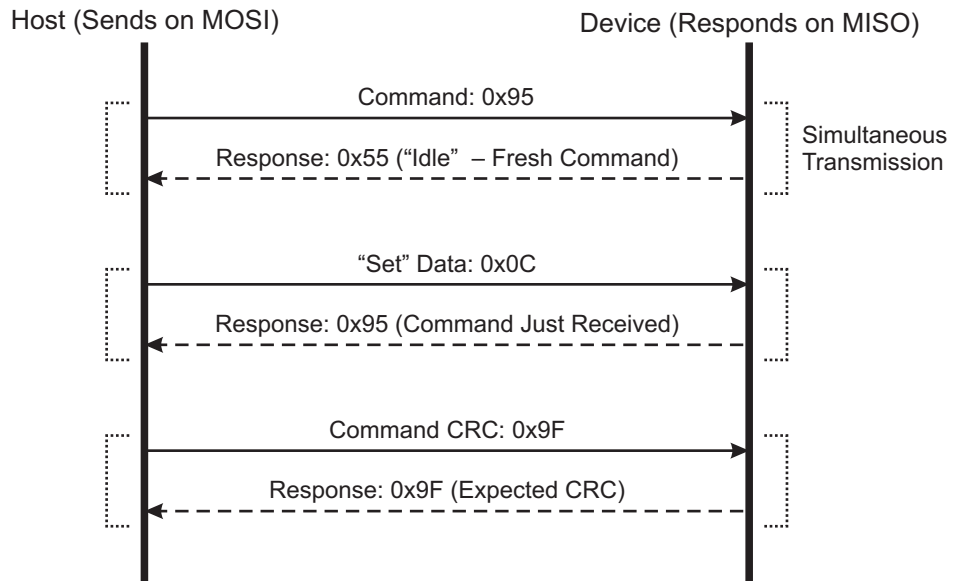 Host (Sends on MOSI)
Device (Responds on MISO)
Command: 0x95
Response: 0x55 (“Idle” – Fresh Command)
Simultaneous
Transmission
“Set” Data: 0x0C
Response: 0x95 (Command Just Received)
Command CRC: 0x9F
Response: 0x9F (Expected CRC)